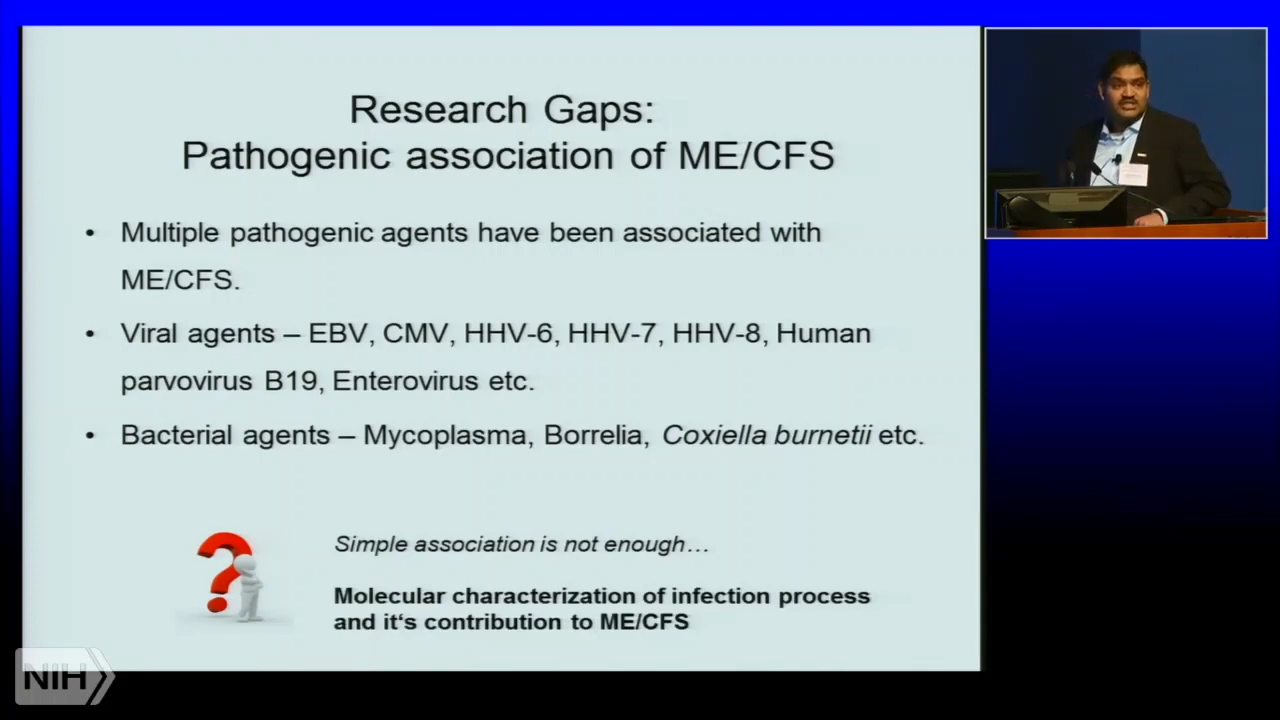 Research Gaps:
Pathogenic association of ME/CFS
• Multiple pathogenic agents have been associated with
ME/CFS.
• Viral agents – EBV, CMV, HHV-6, HHV-7, HHV-8, Human
parvovirus B19, Enterovirus etc.
• Bacterial agents – Mycoplasma, Borrelia, Coxiella burnetii etc.
?
Simple association is not enough…
Molecular characterization of infection process
and it‘s contribution to ME/CFS
NIH